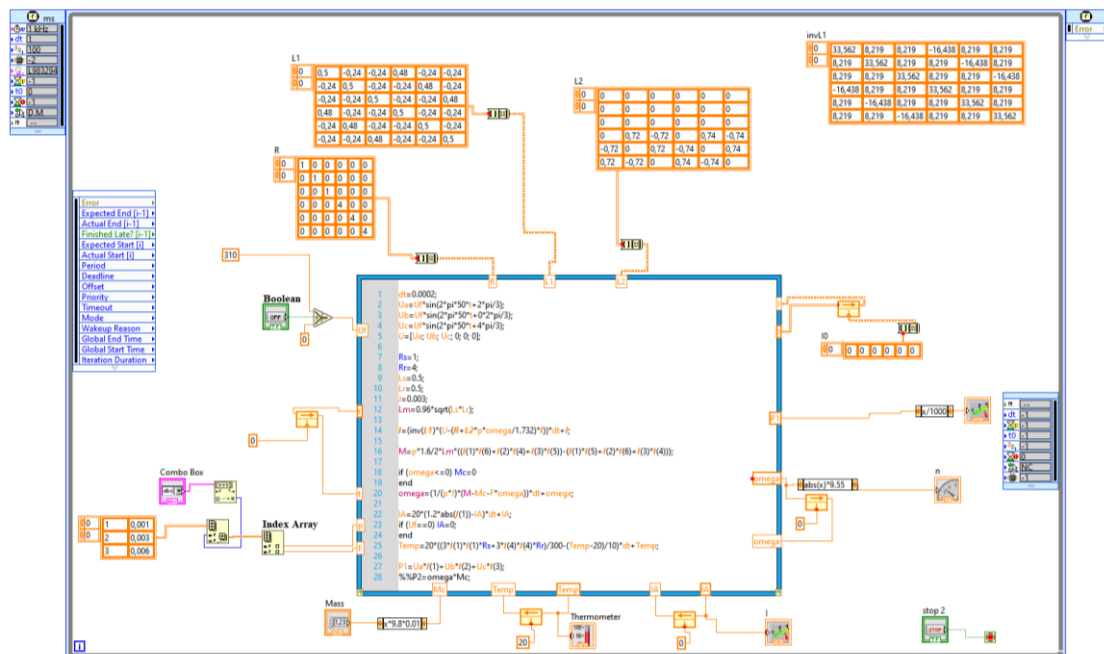 ms
1 kHz
dt 1
100
-2
-1
t0 0
-1
D.M
...
Error
L1
0
0
0,5 -0,24 -0,24 0,48 -0,24 -0,24
-0,24 0,5 -0,24 -0,24 0,48 -0,24
-0,24 -0,24 0,5 -0,24 -0,24 0,48
0,48 -0,24 -0,24 0,5 -0,24 -0,24
-0,24 0,48 -0,24 -0,24 0,5 -0,24
-0,24 -0,24 0,48 -0,24 -0,24 0,5
L2
0
0
0 0 0 0 0 0
0 0 0 0 0 0
0 0 0 0 0 0
0 0,72 -0,72 0 0,74 -0,74
-0,72 0 0,72 -0,74 0 0,74
0,72 -0,72 0 0,74 -0,74 0
invL1
0
0
33,562 8,219 8,219 -16,438 8,219 8,219
8,219 33,562 8,219 8,219 -16,438 8,219
8,219 8,219 33,562 8,219 8,219 -16,438
-16,438 8,219 8,219 33,562 8,219 8,219
8,219 -16,438 8,219 8,219 33,562 8,219
8,219 8,219 -16,438 8,219 8,219 33,562
R
0
0
1 0 0 0 0 0
0 1 0 0 0 0
0 0 1 0 0 0
0 0 0 4 0 0
0 0 0 0 4 0
0 0 0 0 0 4
Error
Expected End [i-1]
Actual End [i-1]
Finished Late? [i-1]
Expected Start [i]
Actual Start [i]
Period
Deadline
Offset
Priority
Timeout
Mode
Wakeup Reason
Global End Time
Global Start Time
Iteration Duration
310
Boolean
OFF
0
Uf
R
L1
L2
1 dt=0.0002;
2 Ua=Uf*sin(2*pi*50*t+2*pi/3);
3 Ub=Uf*sin(2*pi*50*t+0*2*pi/3);
4 Uc=Uf*sin(2*pi*50*t+4*pi/3);
5 U=[Ua; Ub; Uc; 0; 0; 0];
6
7 Rs=1;
8 Rr=4;
9 Ls=0.5;
10 Lr=0.5;
11 J=0.003;
12 Lm=0.96*sqrt(Ls*Lr);
13
14 I=(inv(L1)*(U-(R+L2*p*omega/1.732)*I))*dt+I;
15
16 M=p*1.6/2*Lm*((I(1)*I(6)+I(2)*I(4)+I(3)*I(5))-(I(1)*I(5)+I(2)*I(6)+I(3)*I(4)));
17
18 if (omega<=0) Mc=0
19 end
20 omega=(1/(p*J)*(M-Mc-F*omega))*dt+omega;
21
22 IA=20*(1.2*abs(I(1))-IA)*dt+IA;
23 if (Uf==0) IA=0;
24 end
25 Temp=20*((3*I(1)*I(1)*Rs+3*I(4)*I(4)*Rr)/300-(Temp-20)/10)*dt+Temp;
26
27 P1=Ua*I(1)+Ub*I(2)+Uc*I(3);
28 %%P2=omega*Mc;
I
I
I0
0
0 0 0 0 0 0
P1
x/1000
omega
abs(x)*9.55
n
0
omega
...
dt -1
-1
t0 -1
-1
-1
NC
-1
t
0
t
Combo Box
abc
0
0
1 0,001
2 0,003
3 0,006
Index Array
P
F
Mc
Temp
Temp
IA
IA
Mass
1.23
x*9.8*0.01
20
Thermometer
0
I
stop 2
STOP
i